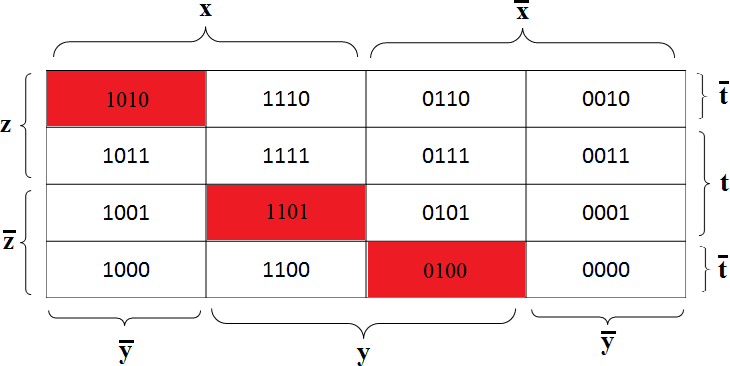 x x̅
1010 1110 0110 0010 t̅
z
1011 1111 0111 0011
t
1001 1101 0101 0001
z̅
1000 1100 0100 0000 t̅
y̅ y y̅